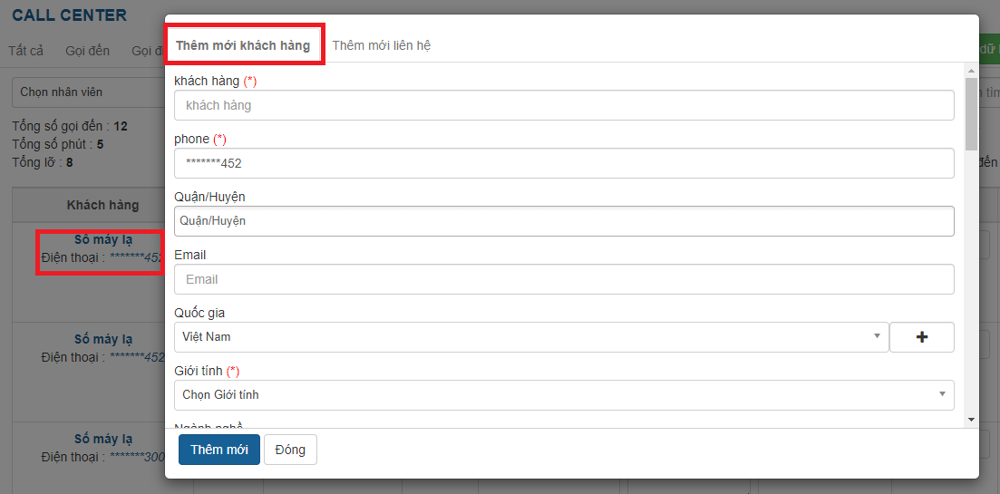 CALL CENTER
Tất cả Gọi đến Gọi đi
Chọn nhân viên
Tổng số gọi đến : 12
Tổng số phút : 5
Tổng lỡ : 8
Khách hàng
Số máy lạ
Điện thoại : *******452
Số máy lạ
Điện thoại : *******452
Số máy lạ
Điện thoại : *******300
Thêm mới khách hàng Thêm mới liên hệ
khách hàng (*)
khách hàng
phone (*)
*******452
Quận/Huyện
Quận/Huyện
Email
Email
Quốc gia
Việt Nam
Giới tính (*)
Chọn Giới tính
Ngành nghề
Thêm mới Đóng
dữ
tìm
đến